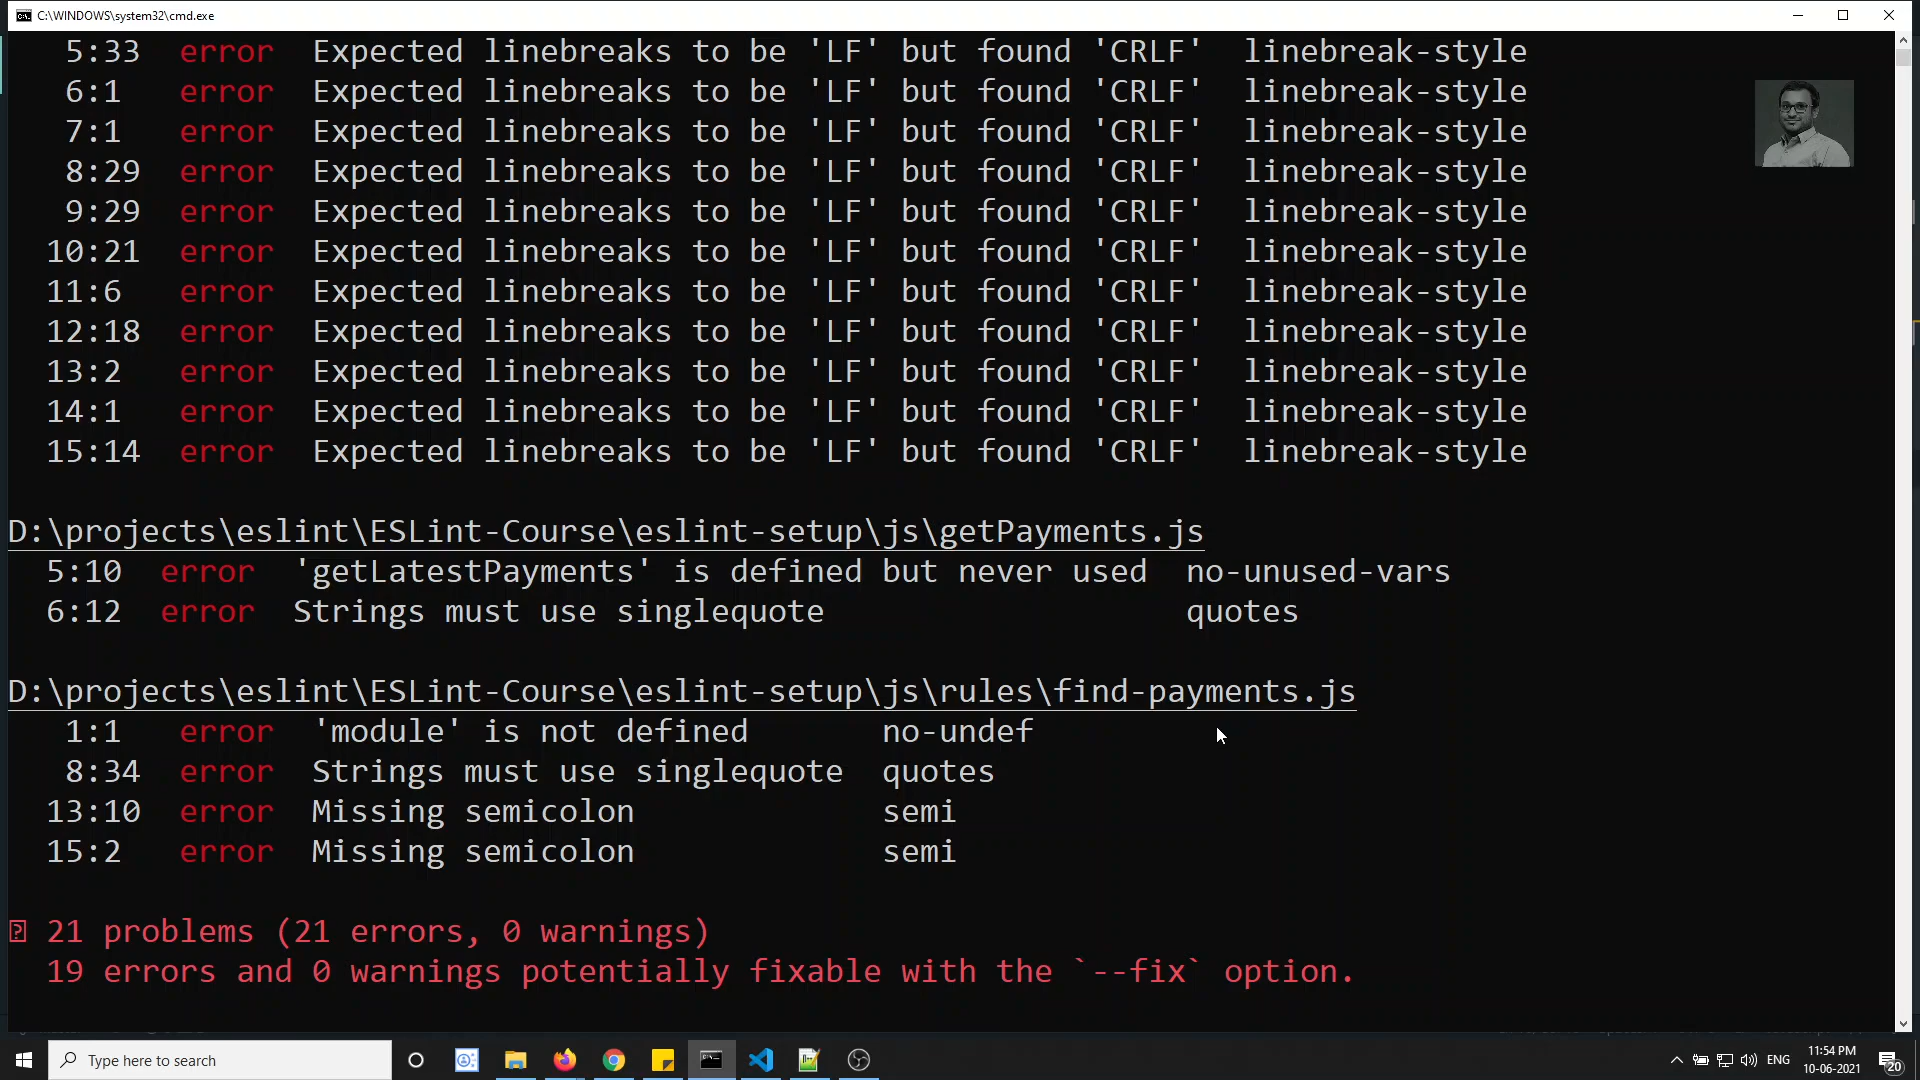 C:\WINDOWS\system32\cmd.exe
5:33 error Expected linebreaks to be 'LF' but found 'CRLF' linebreak-style
6:1 error Expected linebreaks to be 'LF' but found 'CRLF' linebreak-style
7:1 error Expected linebreaks to be 'LF' but found 'CRLF' linebreak-style
8:29 error Expected linebreaks to be 'LF' but found 'CRLF' linebreak-style
9:29 error Expected linebreaks to be 'LF' but found 'CRLF' linebreak-style
10:21 error Expected linebreaks to be 'LF' but found 'CRLF' linebreak-style
11:6 error Expected linebreaks to be 'LF' but found 'CRLF' linebreak-style
12:18 error Expected linebreaks to be 'LF' but found 'CRLF' linebreak-style
13:2 error Expected linebreaks to be 'LF' but found 'CRLF' linebreak-style
14:1 error Expected linebreaks to be 'LF' but found 'CRLF' linebreak-style
15:14 error Expected linebreaks to be 'LF' but found 'CRLF' linebreak-style
D:\projects\eslint\ESLint-Course\eslint-setup\js\getPayments.js
5:10 error 'getLatestPayments' is defined but never used no-unused-vars
6:12 error Strings must use singlequote quotes
D:\projects\eslint\ESLint-Course\eslint-setup\js\rules\find-payments.js
1:1 error 'module' is not defined no-undef
8:34 error Strings must use singlequote quotes
13:10 error Missing semicolon semi
15:2 error Missing semicolon semi
21 problems (21 errors, 0 warnings)
19 errors and 0 warnings potentially fixable with the `--fix` option.
Type here to search
ENG
11:54 PM
10-06-2021
20